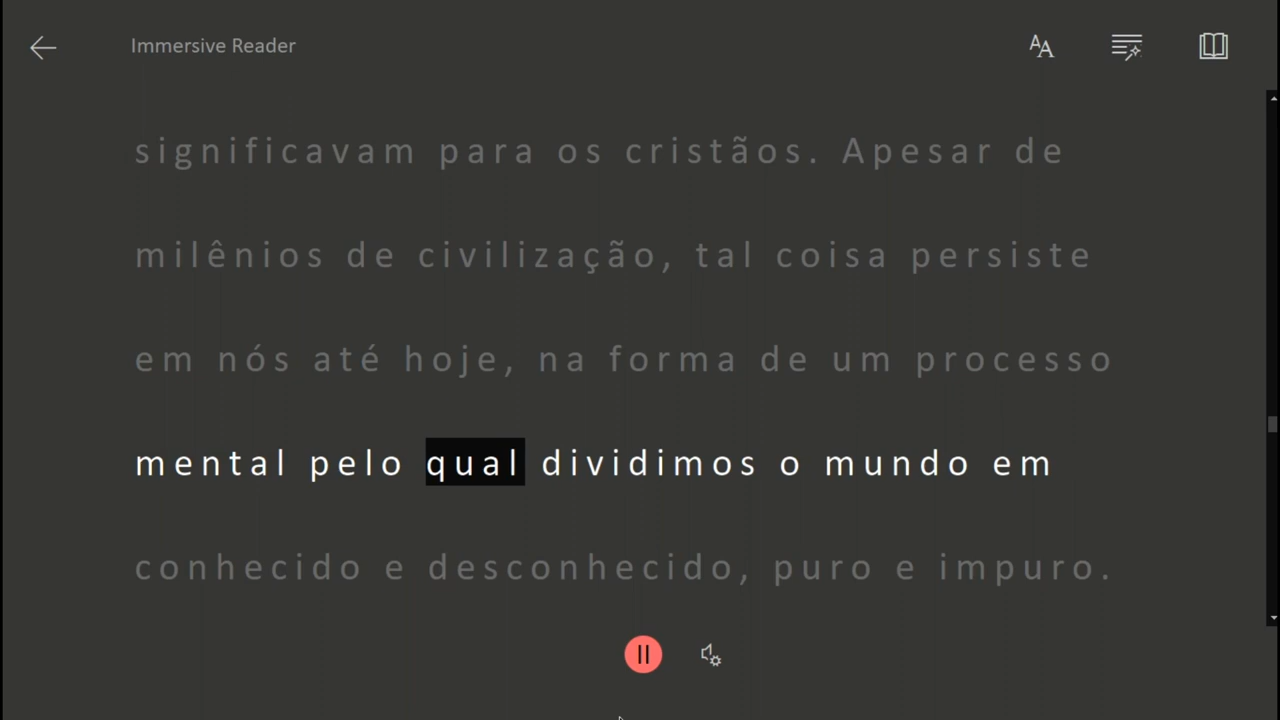 Immersive Reader
significavam para os cristãos. Apesar de
milênios de civilização, tal coisa persiste
em nós até hoje, na forma de um processo
mental pelo qual dividimos o mundo em
conhecido e desconhecido, puro e impuro.